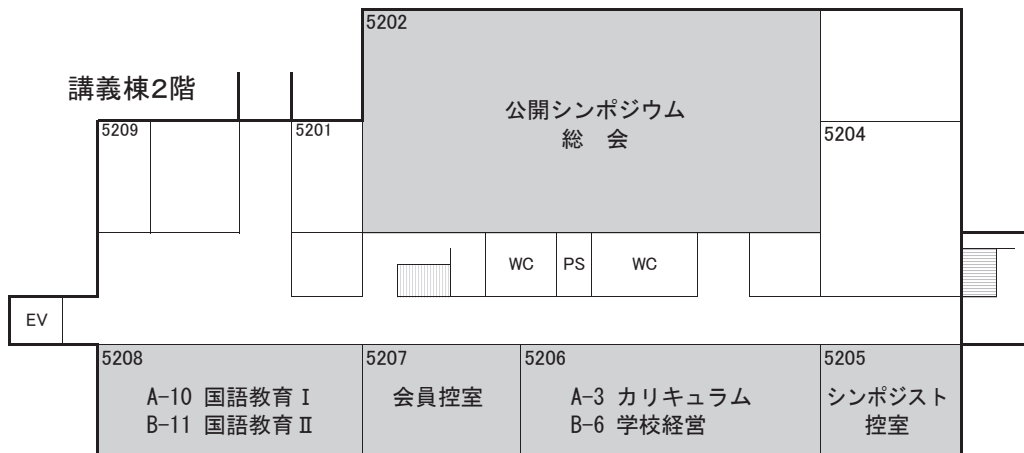 5202
公開シンポジウム
総　会
講義棟2階
5209
5201
5204
WC
PS
WC
EV
5208
A-10 国語教育Ⅰ
B-11 国語教育Ⅱ
5207
会員控室
5206
A-3 カリキュラム
B-6 学校経営
5205
シンポジスト
控室